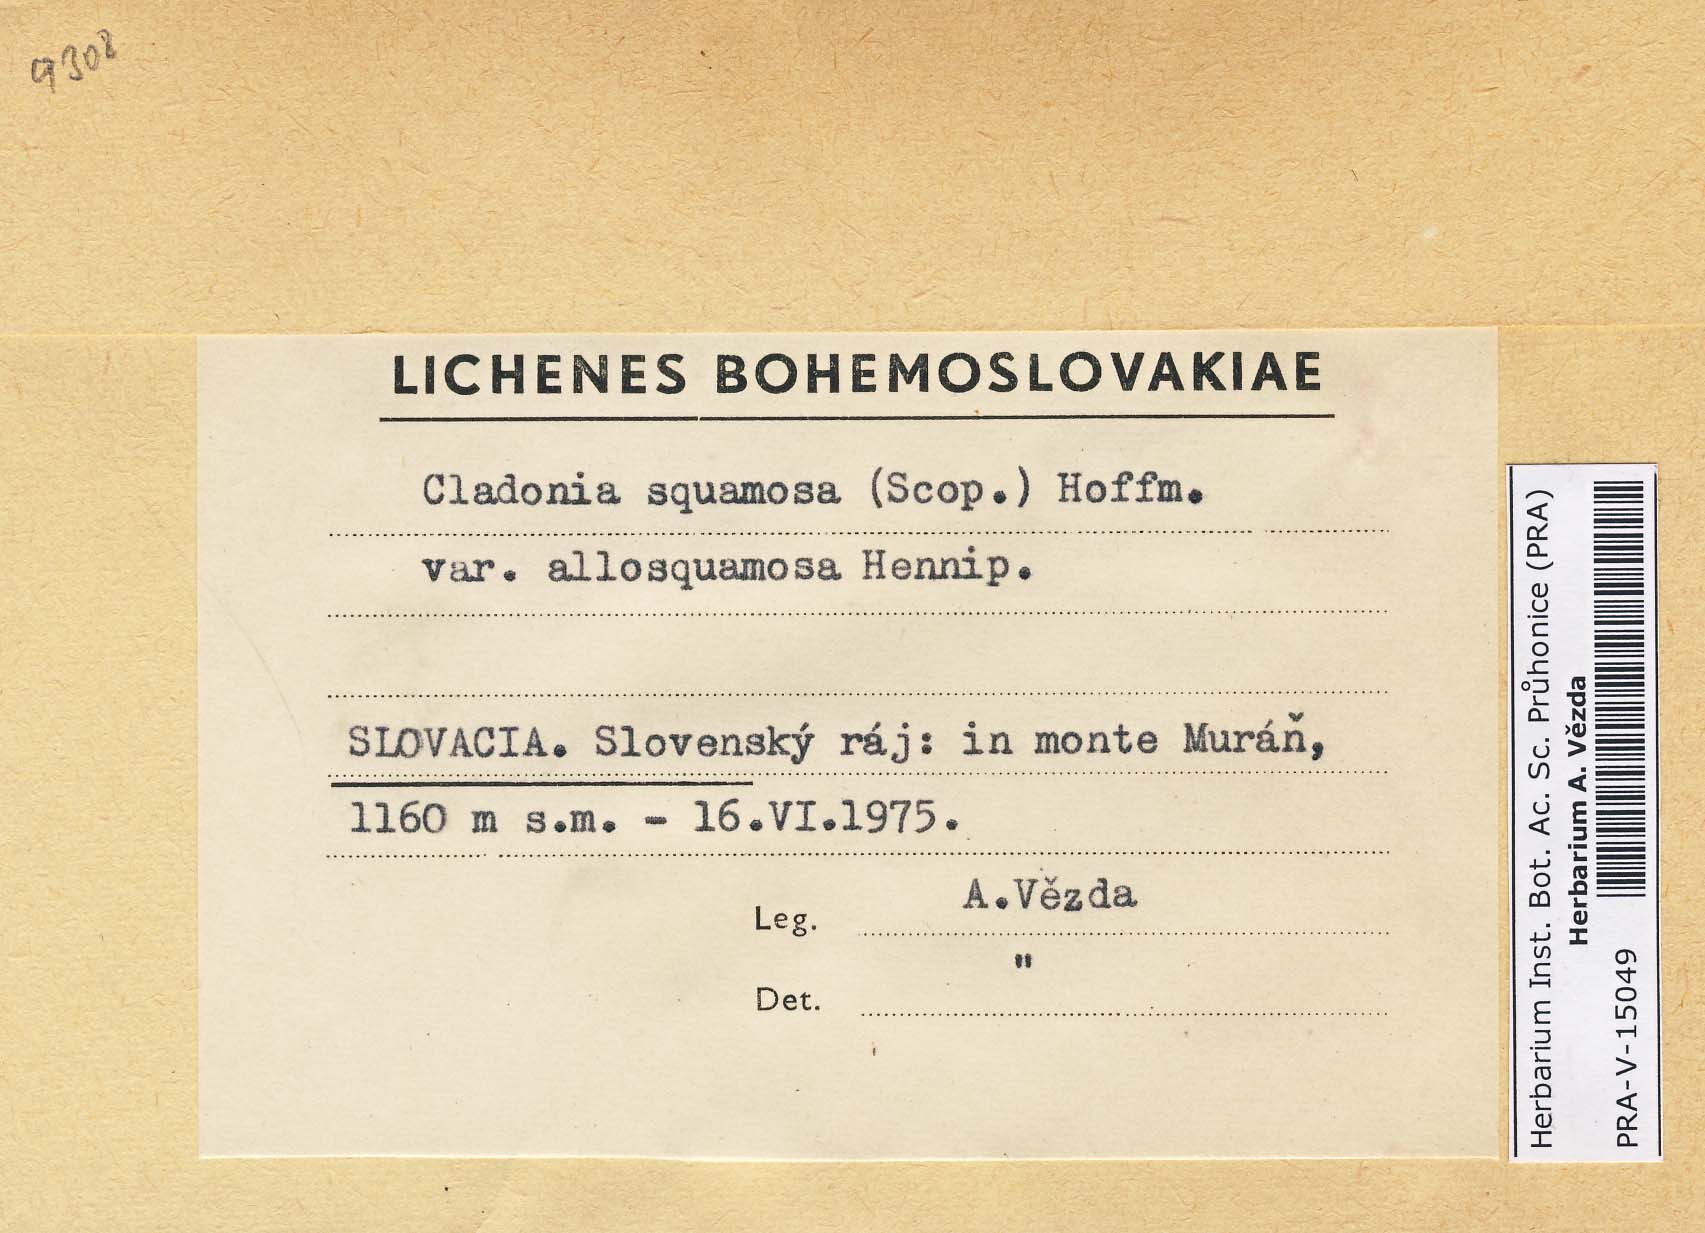 9308
LICHENES BOHEMOSLOVAKIAE
Cladonia squamosa (Scop.) Hoffm.
var. allosquamosa Hennip.
SLOVACIA. Slovenský ráj: in monte Muráň,
1160 m s.m. - 16.VI.1975.
Leg. A.Vězda
Det. "
Herbarium Inst. Bot. Ac. Sc. Průhonice (PRA)
Herbarium A. Vězda
PRA-V-15049